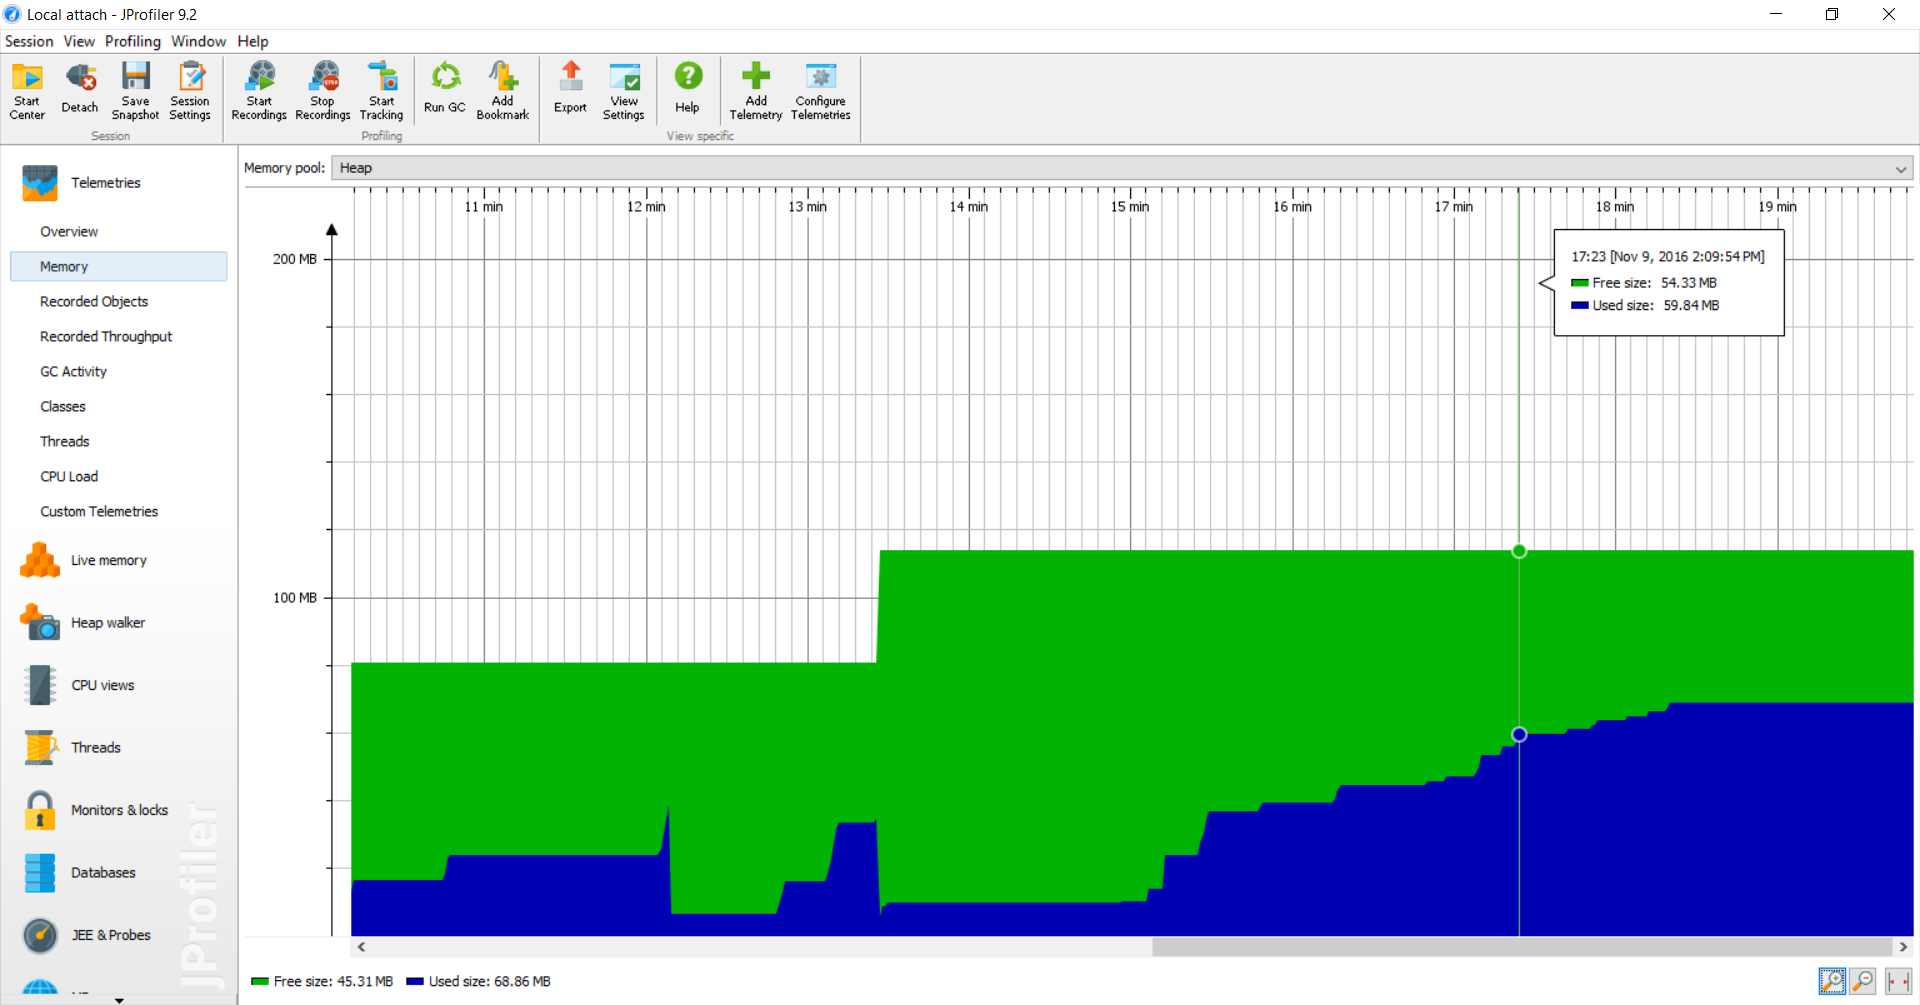 Local attach - JProfiler 9.2
Session View Profiling Window Help
Start Center
Detach
Save Snapshot
Session Settings
Start Recordings
Stop Recordings
Start Tracking
Run GC
Add Bookmark
Export
View Settings
Help
Add Telemetry
Configure Telemetries
Session
Profiling
View specific
Telemetries
Overview
Memory
Recorded Objects
Recorded Throughput
GC Activity
Classes
Threads
CPU Load
Custom Telemetries
Live memory
Heap walker
CPU views
Threads
Monitors & locks
Databases
JEE & Probes
JProfiler
Memory pool: Heap
11 min 12 min 13 min 14 min 15 min 16 min 17 min 18 min 19 min
200 MB
100 MB
17:23 [Nov 9, 2016 2:09:54 PM]
Free size: 54.33 MB
Used size: 59.84 MB
Free size: 45.31 MB Used size: 68.86 MB